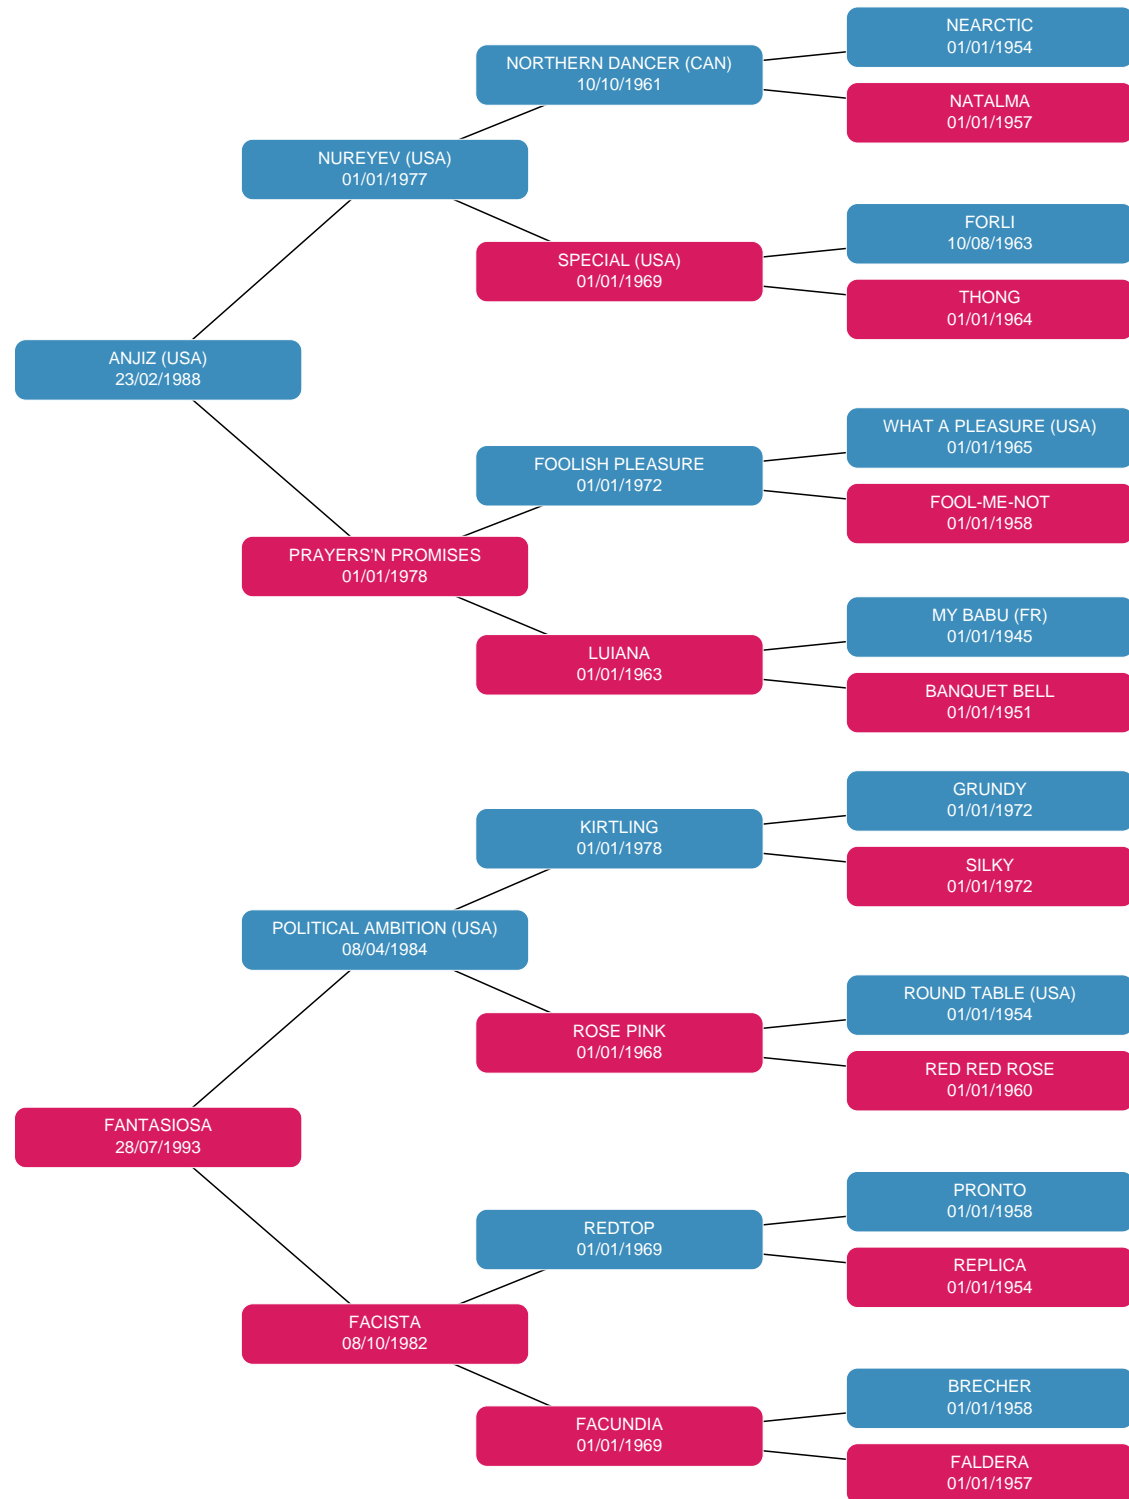 NEARCTIC
01/01/1954
NORTHERN DANCER (CAN)
10/10/1961
NATALMA
01/01/1957
NUREYEV (USA)
01/01/1977
FORLI
10/08/1963
SPECIAL (USA)
01/01/1969
THONG
01/01/1964
ANJIZ (USA)
23/02/1988
WHAT A PLEASURE (USA)
01/01/1965
FOOLISH PLEASURE
01/01/1972
FOOL-ME-NOT
01/01/1958
PRAYERS'N PROMISES
01/01/1978
MY BABU (FR)
01/01/1945
LUIANA
01/01/1963
BANQUET BELL
01/01/1951
GRUNDY
01/01/1972
KIRTLING
01/01/1978
SILKY
01/01/1972
POLITICAL AMBITION (USA)
08/04/1984
ROUND TABLE (USA)
01/01/1954
ROSE PINK
01/01/1968
RED RED ROSE
01/01/1960
FANTASIOSA
28/07/1993
PRONTO
01/01/1958
REDTOP
01/01/1969
REPLICA
01/01/1954
FACISTA
08/10/1982
BRECHER
01/01/1958
FACUNDIA
01/01/1969
FALDERA
01/01/1957